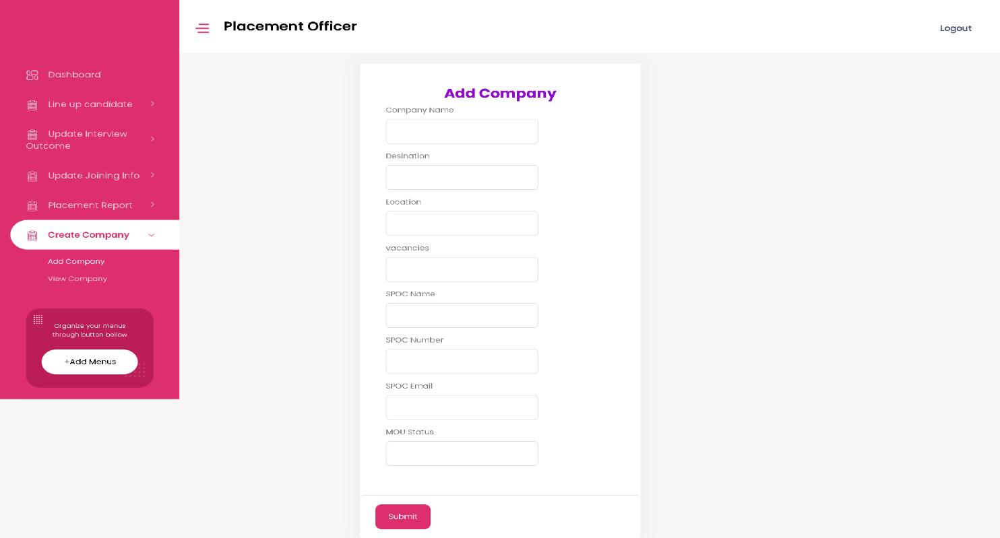 Placement Officer
Logout
Dashboard
Line up candidate
Update Interview
Outcome
Update Joining Info
Placement Report
Create Company
Add Company
View Company
Organize your menus
through button bellow
+Add Menus
Add Company
Company Name
Desination
Location
vacancies
SPOC Name
SPOC Number
SPOC Email
MOU Status
Submit